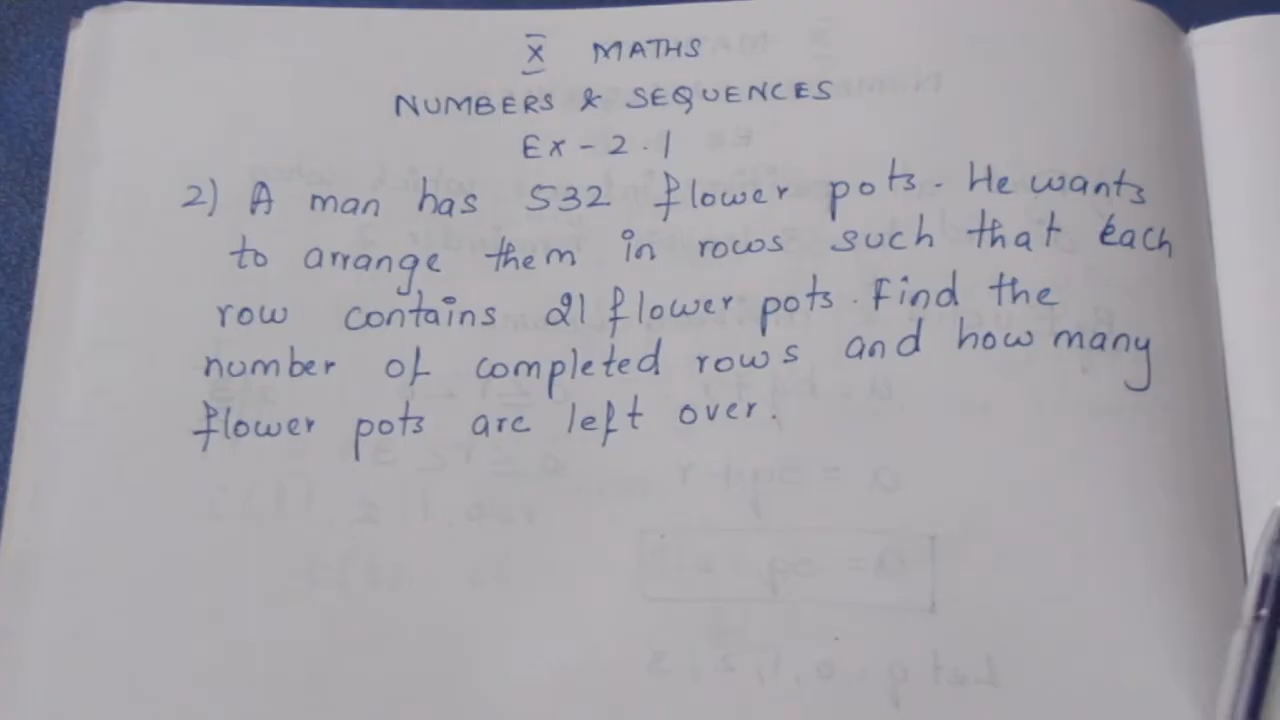 X MATHS
NUMBERS & SEQUENCES
Ex - 2.1
2) A man has 532 flower pots. He wants
to arrange them in rows such that each
row contains 21 flower pots. Find the
number of completed rows and how many
flower pots are left over.